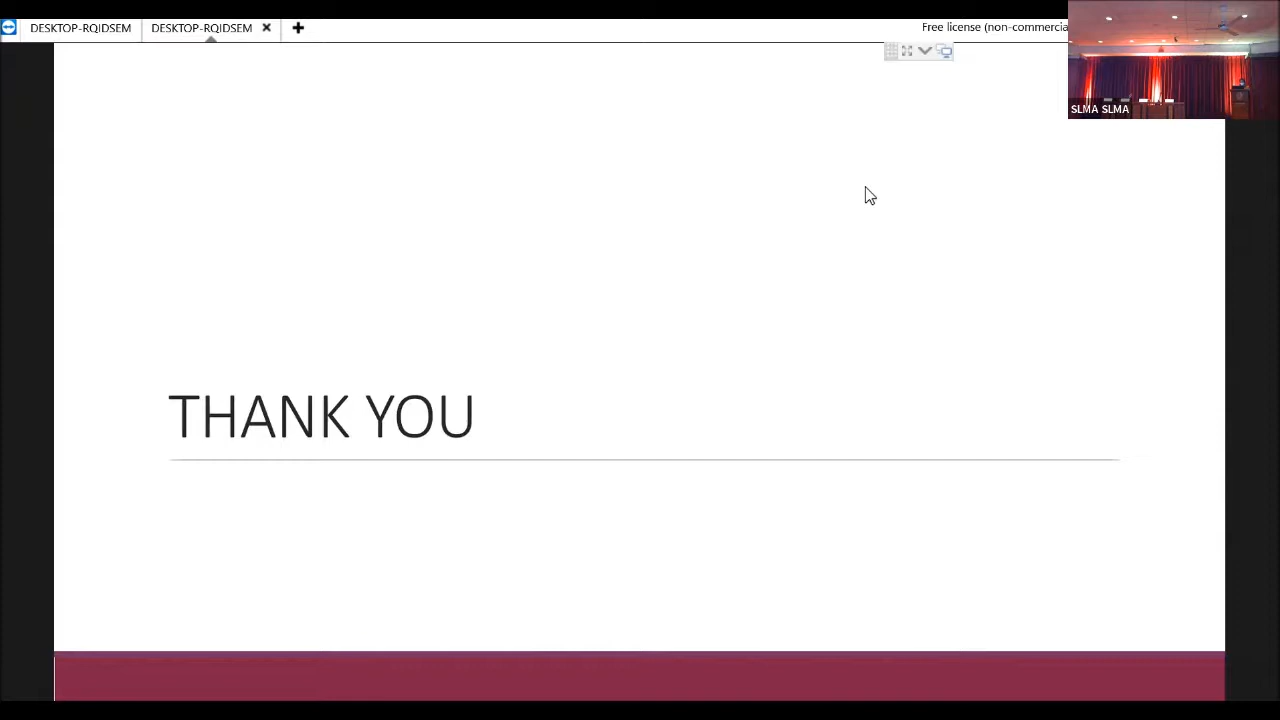 DESKTOP-RQIDSEM
DESKTOP-RQIDSEM
Free license (non-commercia
SLMA SLMA
THANK YOU